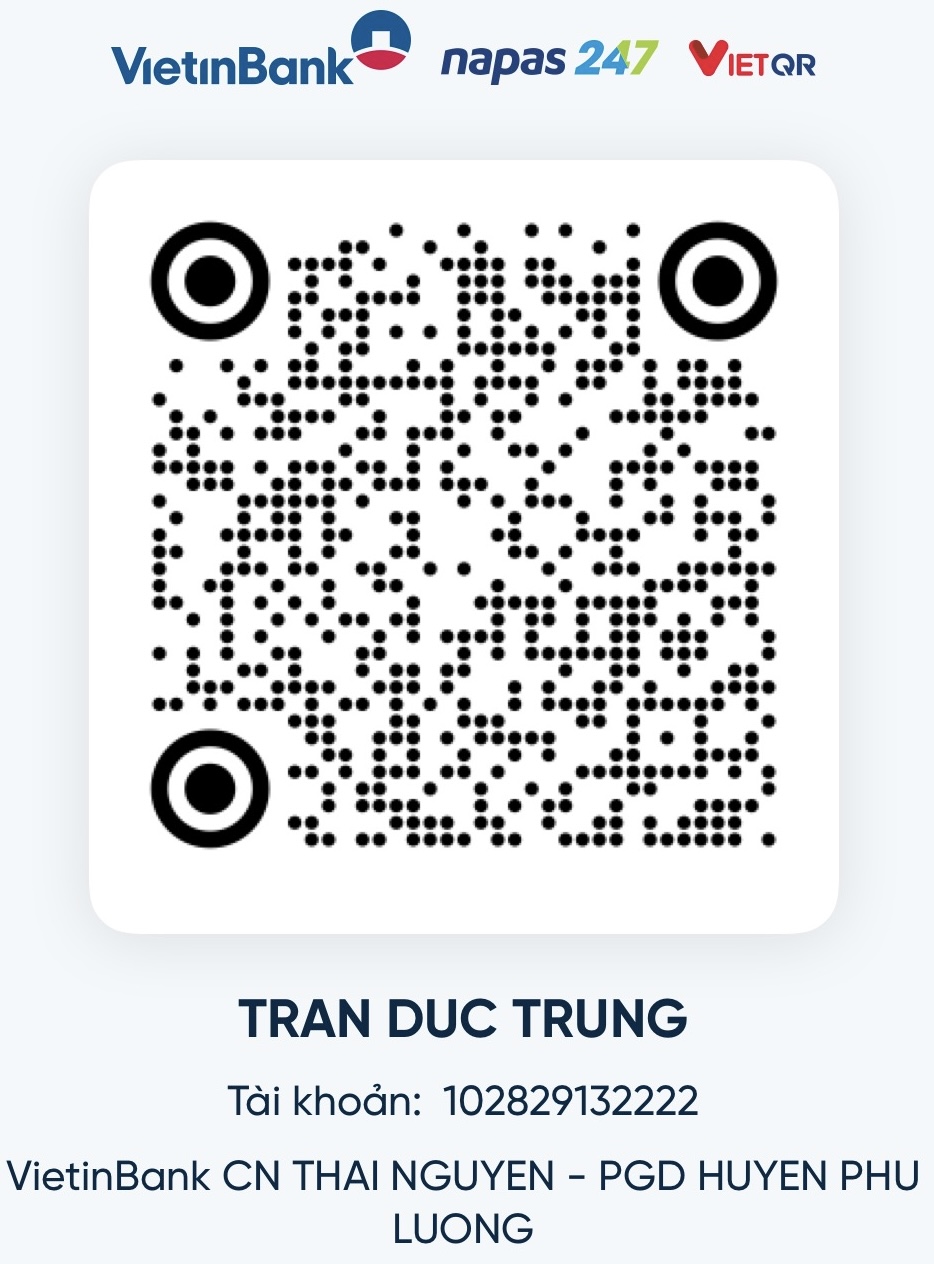 VietinBank napas 247 VIETQR
TRAN DUC TRUNG
Tài khoản: 102829132222
VietinBank CN THAI NGUYEN - PGD HUYEN PHU
LUONG